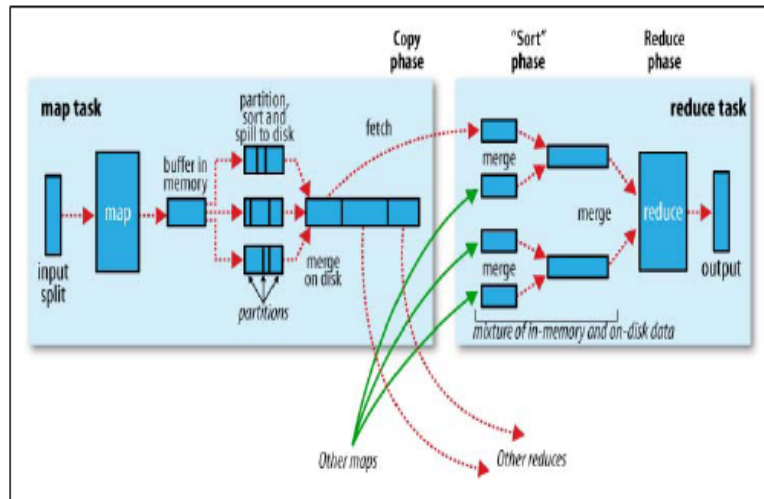 Copy
phase
"Sort"
phase
Reduce
phase
map task
partition,
sort and
spill to disk
fetch
reduce task
buffer in
memory
merge
map
merge
reduce
input
split
merge
on disk
merge
output
partitions
mixture of in-memory and on-disk data
Other maps
Other reduces